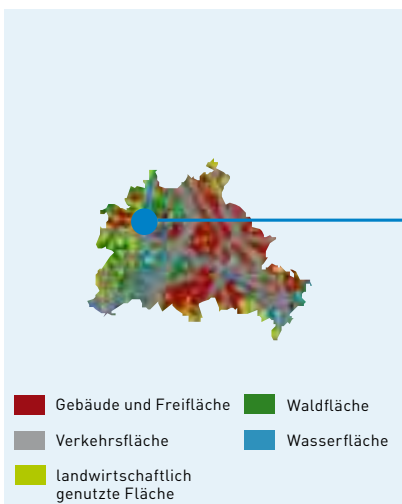 Gebäude und Freifläche
Waldfläche
Verkehrsfläche
Wasserfläche
landwirtschaftlich
genutzte Fläche